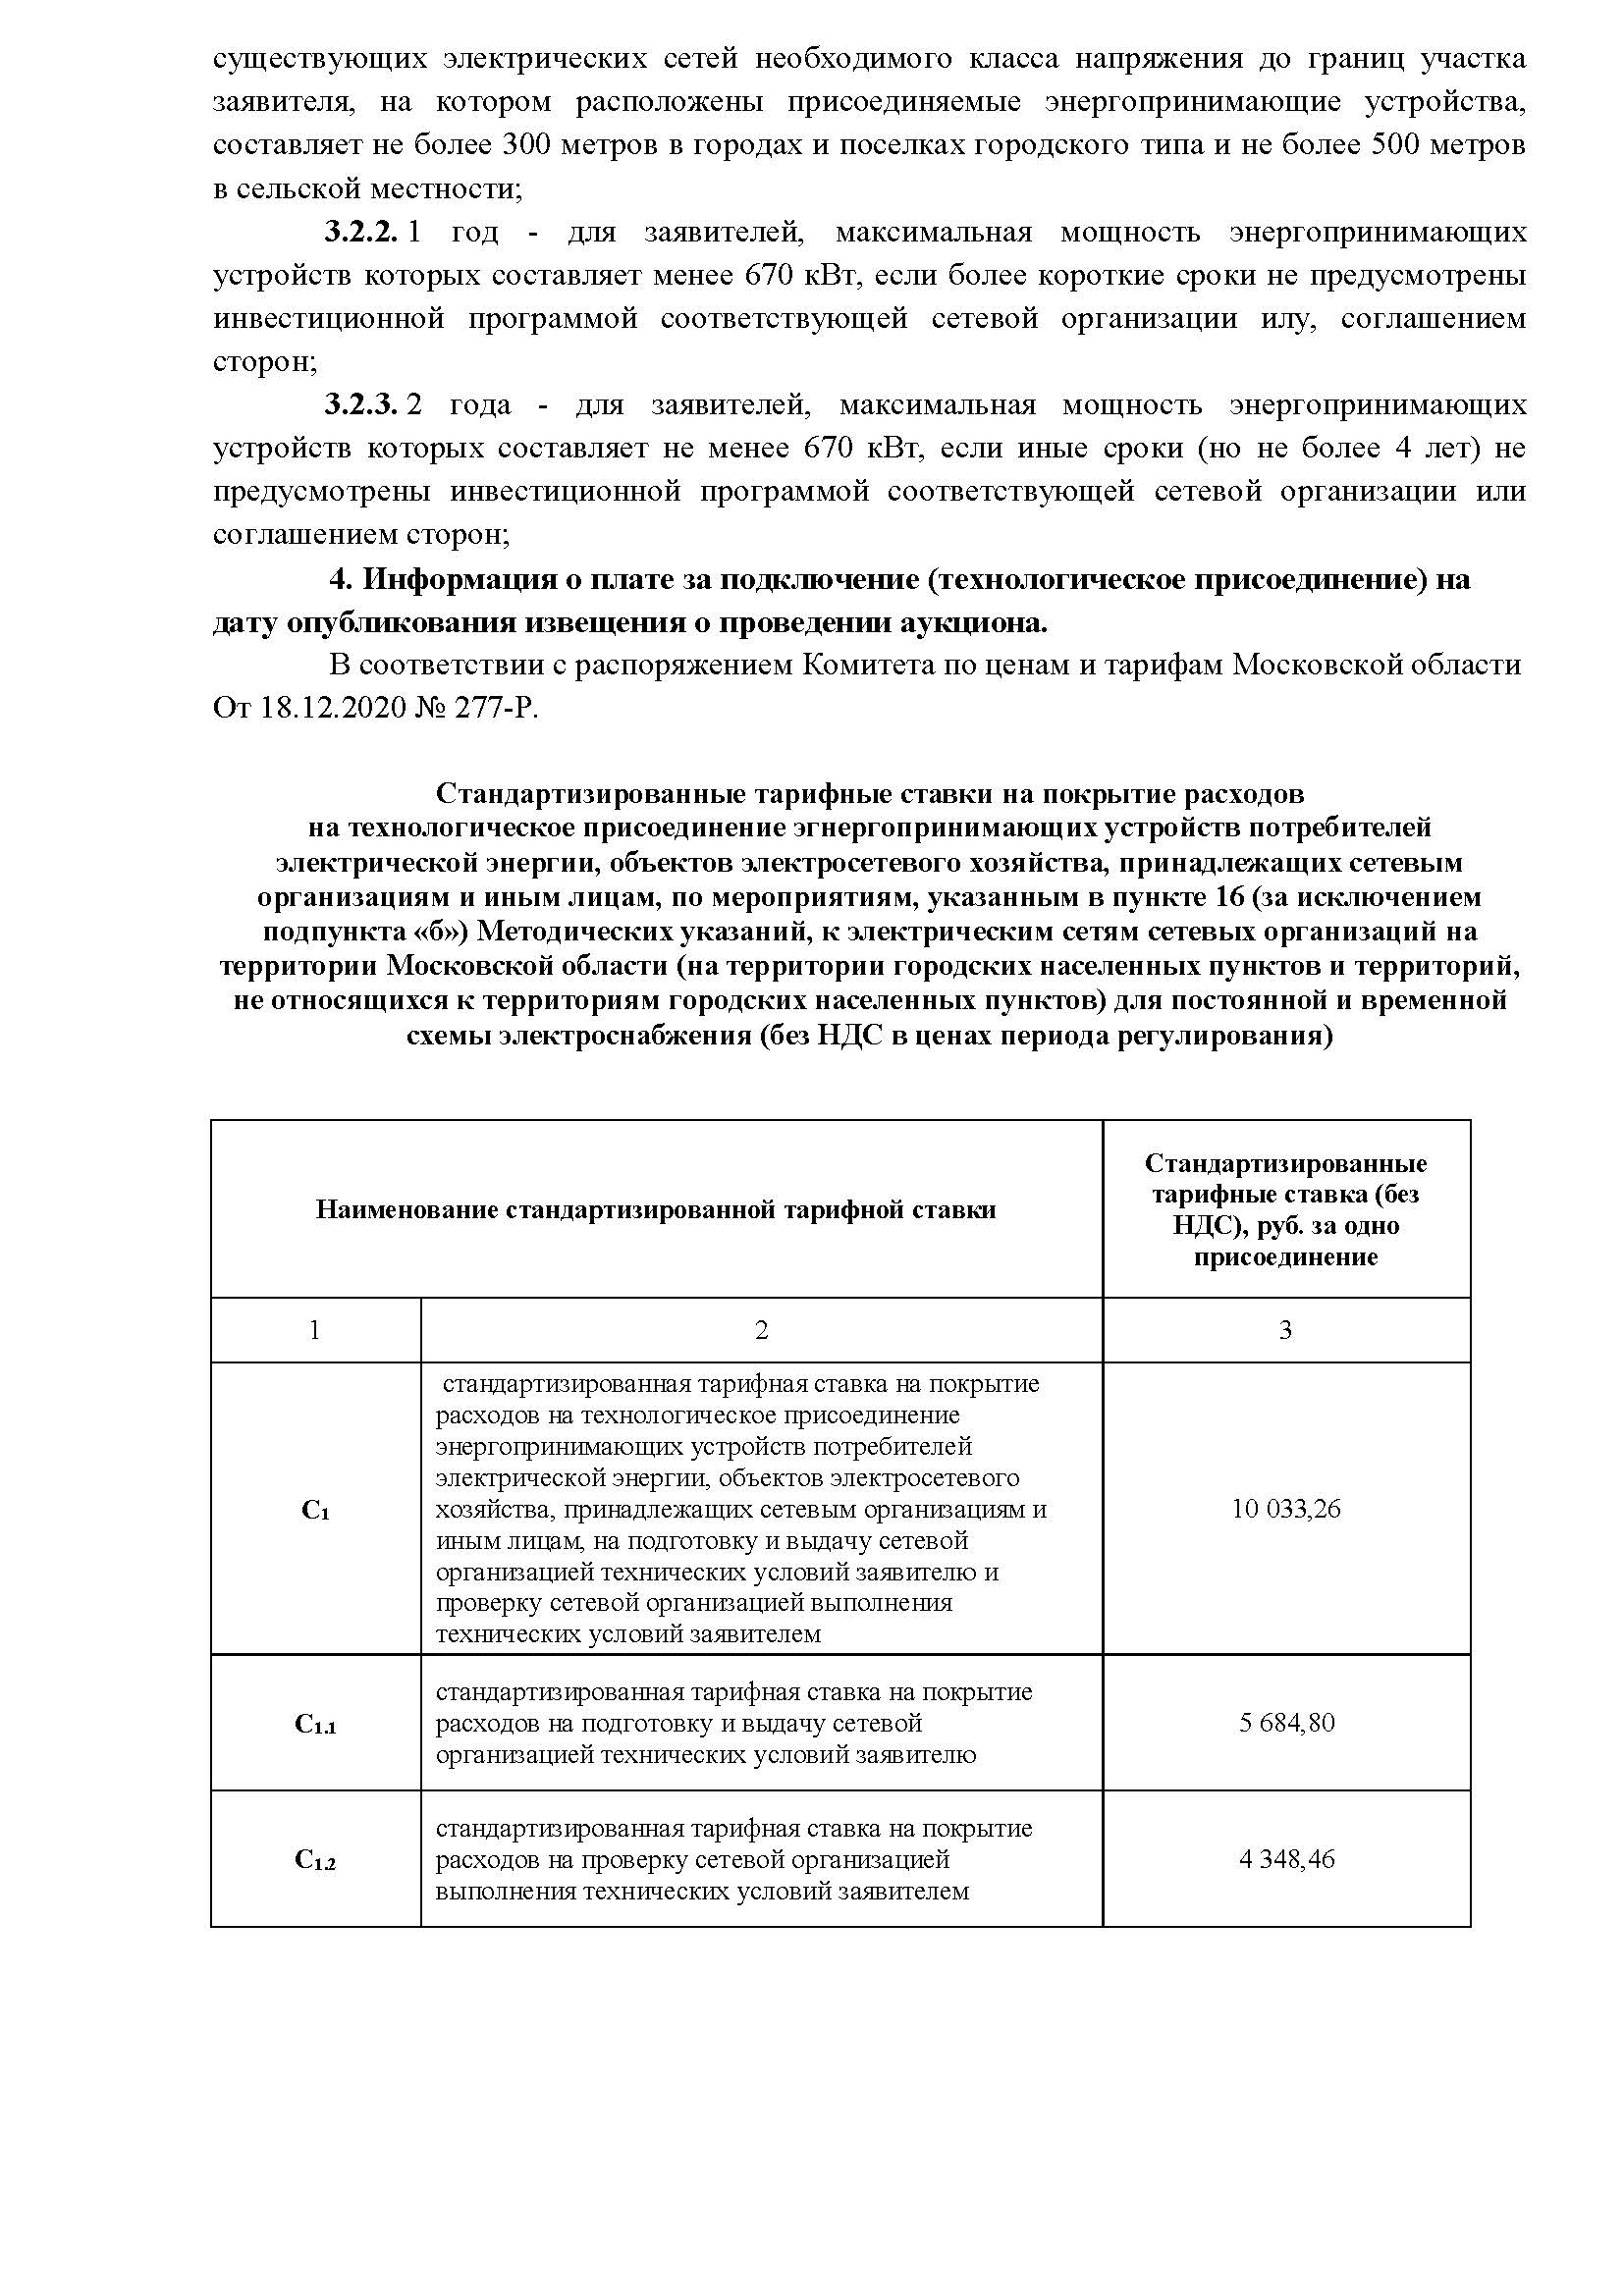 существующих электрических сетей необходимого класса напряжения до границ участка
заявителя, на котором расположены присоединяемые энергопринимающие устройства,
составляет не более 300 метров в городах и поселках городского типа и не более 500 метров
в сельской местности;
3.2.2. 1 год - для заявителей, максимальная мощность энергопринимающих
устройств которых составляет менее 670 кВт, если более короткие сроки не предусмотрены
инвестиционной программой соответствующей сетевой организации илу, соглашением
сторон;
3.2.3. 2 года - для заявителей, максимальная мощность энергопринимающих
устройств которых составляет не менее 670 кВт, если иные сроки (но не более 4 лет) не
предусмотрены инвестиционной программой соответствующей сетевой организации или
соглашением сторон;
4. Информация о плате за подключение (технологическое присоединение) на
дату опубликования извещения о проведении аукциона.
В соответствии с распоряжением Комитета по ценам и тарифам Московской области
От 18.12.2020 № 277-Р.
Стандартизированные тарифные ставки на покрытие расходов
на технологическое присоединение эгнергопринимающих устройств потребителей
электрической энергии, объектов электросетевого хозяйства, принадлежащих сетевым
организациям и иным лицам, по мероприятиям, указанным в пункте 16 (за исключением
подпункта «б») Методических указаний, к электрическим сетям сетевых организаций на
территории Московской области (на территории городских населенных пунктов и территорий,
не относящихся к территориям городских населенных пунктов) для постоянной и временной
схемы электроснабжения (без НДС в ценах периода регулирования)
Наименование стандартизированной тарифной ставки
Стандартизированные
тарифные ставка (без
НДС), руб. за одно
присоединение
1
2
3
С₁
стандартизированная тарифная ставка на покрытие
расходов на технологическое присоединение
энергопринимающих устройств потребителей
электрической энергии, объектов электросетевого
хозяйства, принадлежащих сетевым организациям и
иным лицам, на подготовку и выдачу сетевой
организацией технических условий заявителю и
проверку сетевой организацией выполнения
технических условий заявителем
10 033,26
С₁.₁
стандартизированная тарифная ставка на покрытие
расходов на подготовку и выдачу сетевой
организацией технических условий заявителю
5 684,80
С₁.₂
стандартизированная тарифная ставка на покрытие
расходов на проверку сетевой организацией
выполнения технических условий заявителем
4 348,46